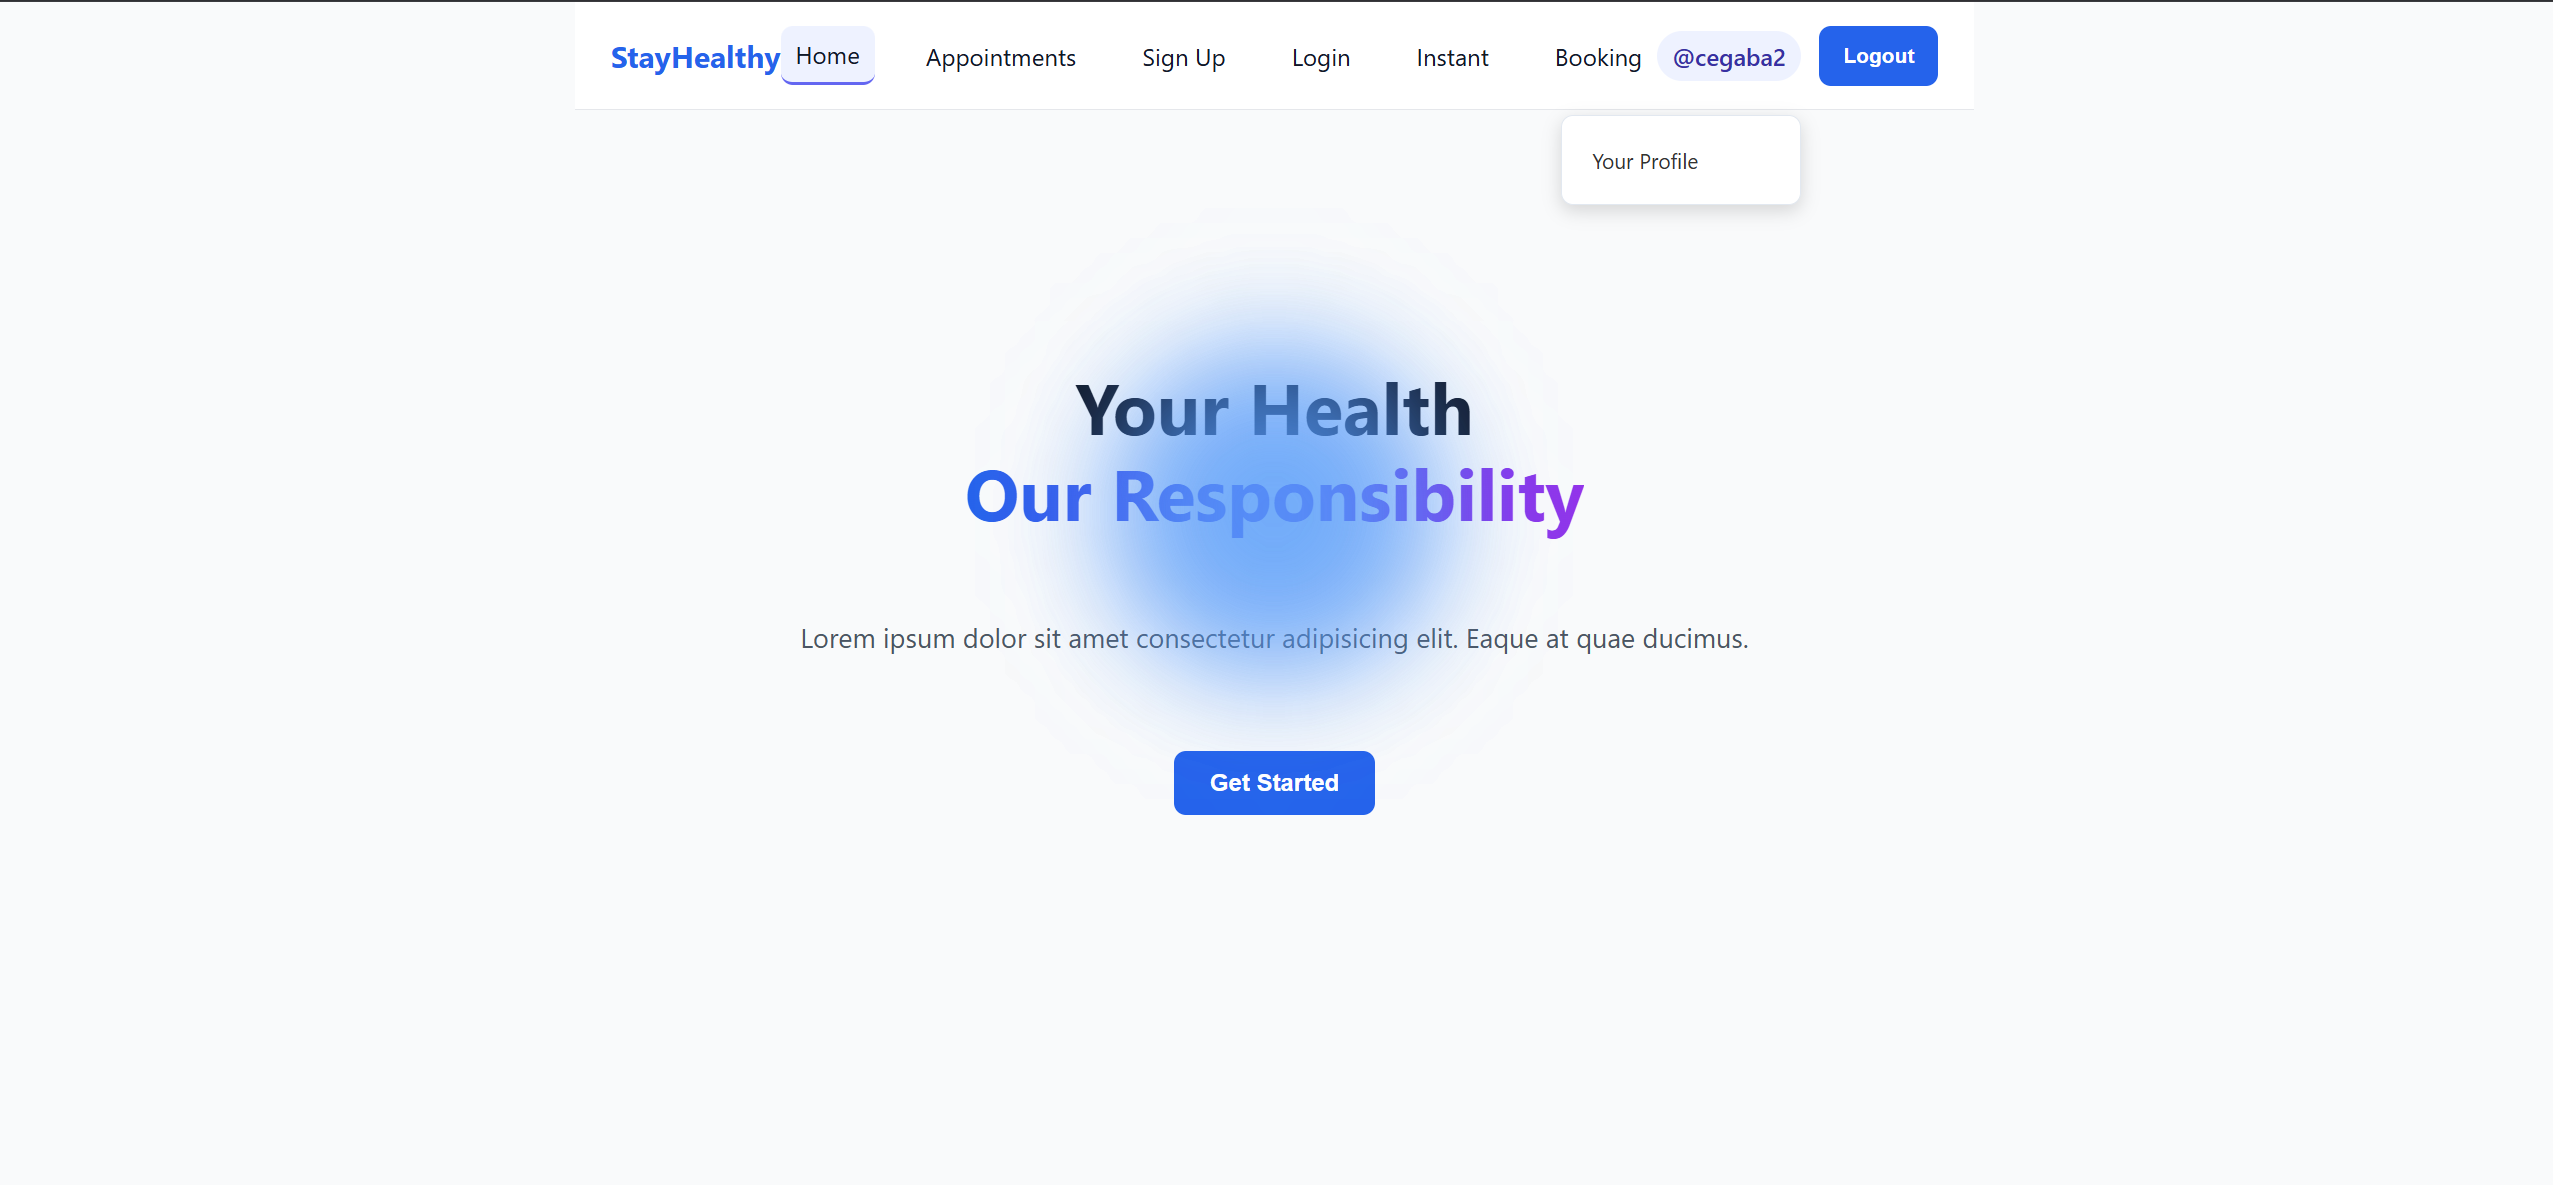 StayHealthy Home Appointments Sign Up Login Instant Booking @cegaba2 Logout
Your Profile
Your Health
Our Responsibility
Lorem ipsum dolor sit amet consectetur adipisicing elit. Eaque at quae ducimus.
Get Started